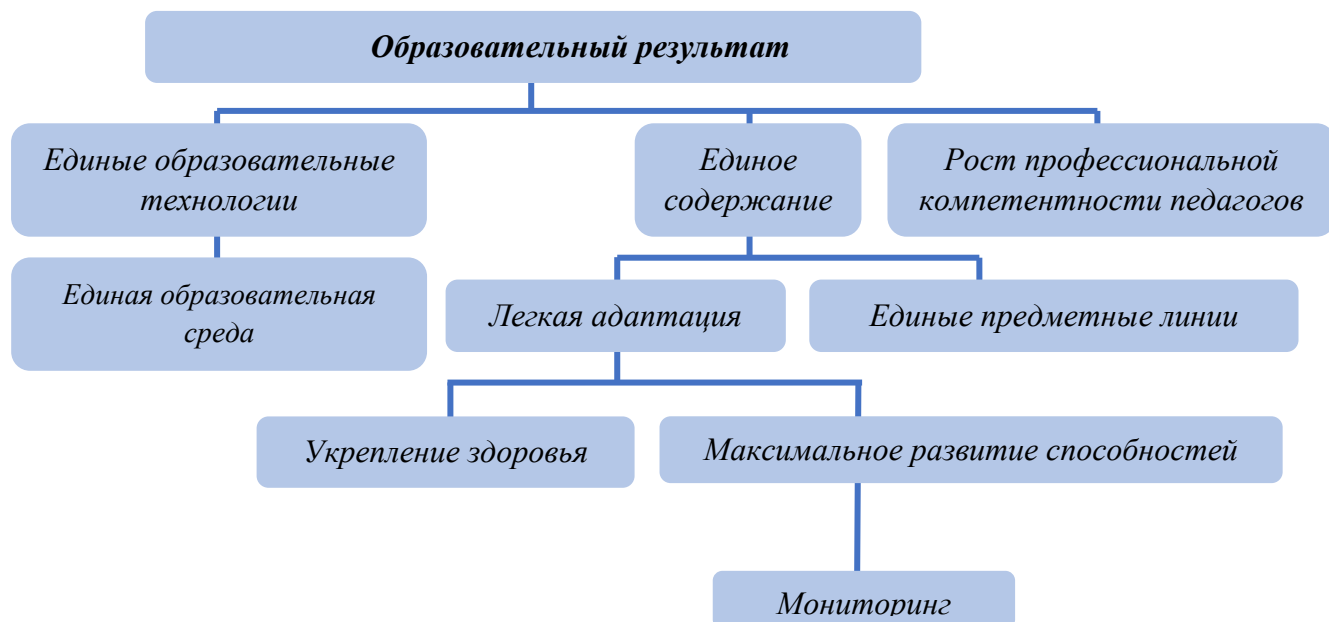 Образовательный результат
Единые образовательные
технологии
Единое
содержание
Рост профессиональной
компетентности педагогов
Единая образовательная
среда
Легкая адаптация
Единые предметные линии
Укрепление здоровья
Максимальное развитие способностей
Мониторинг